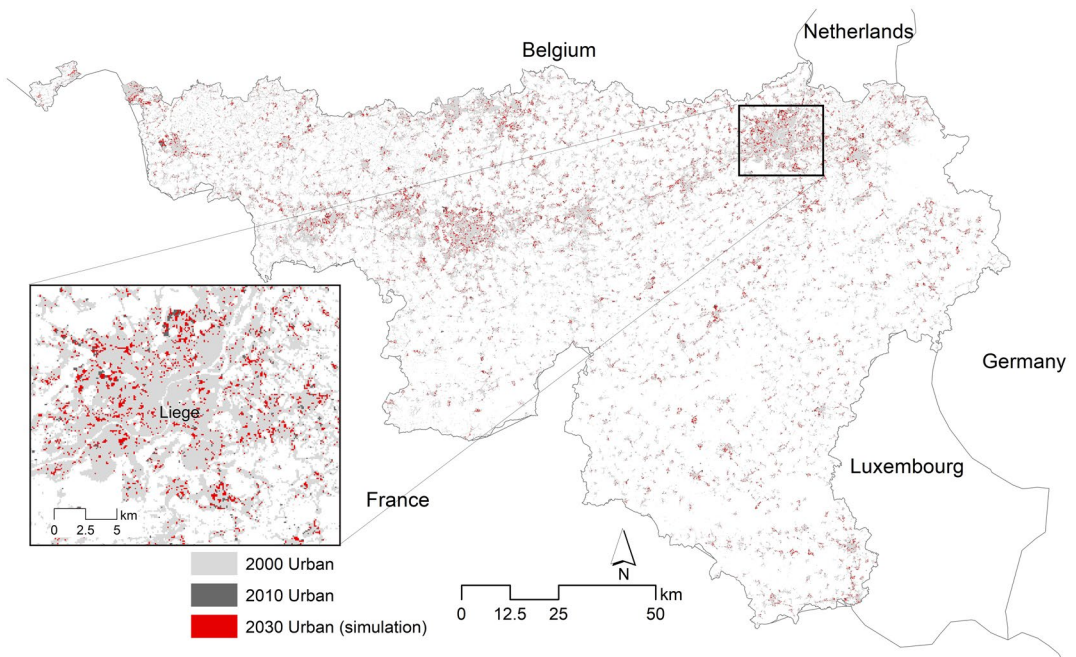 Netherlands
Belgium
Germany
Liege
Luxembourg
France
km
0 2.5 5
2000 Urban
2010 Urban
2030 Urban (simulation)
N
km
0 12.5 25 50